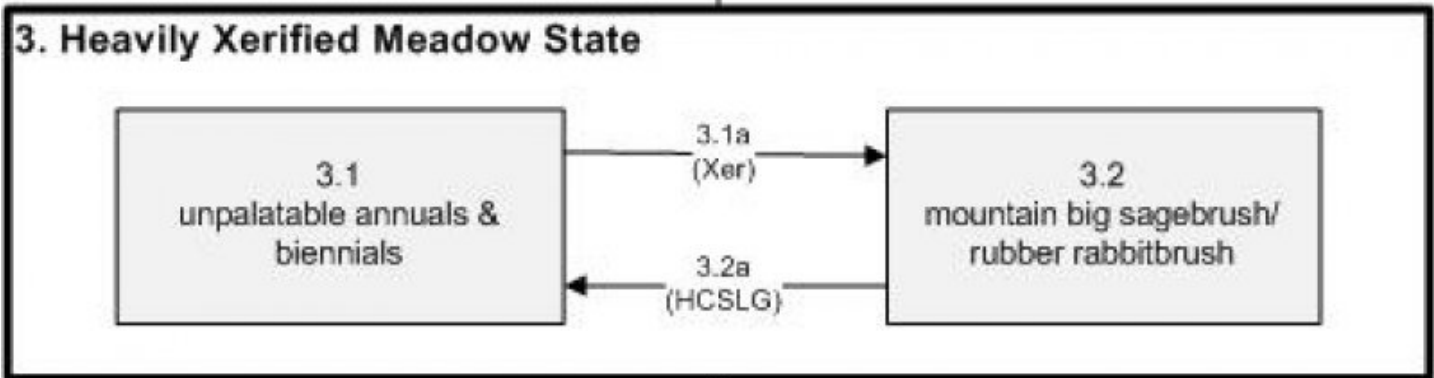 3. Heavily Xerified Meadow State
3.1
unpalatable annuals &
biennials
3.1a
(Xer)
3.2a
(HCSLG)
3.2
mountain big sagebrush/
rubber rabbitbrush